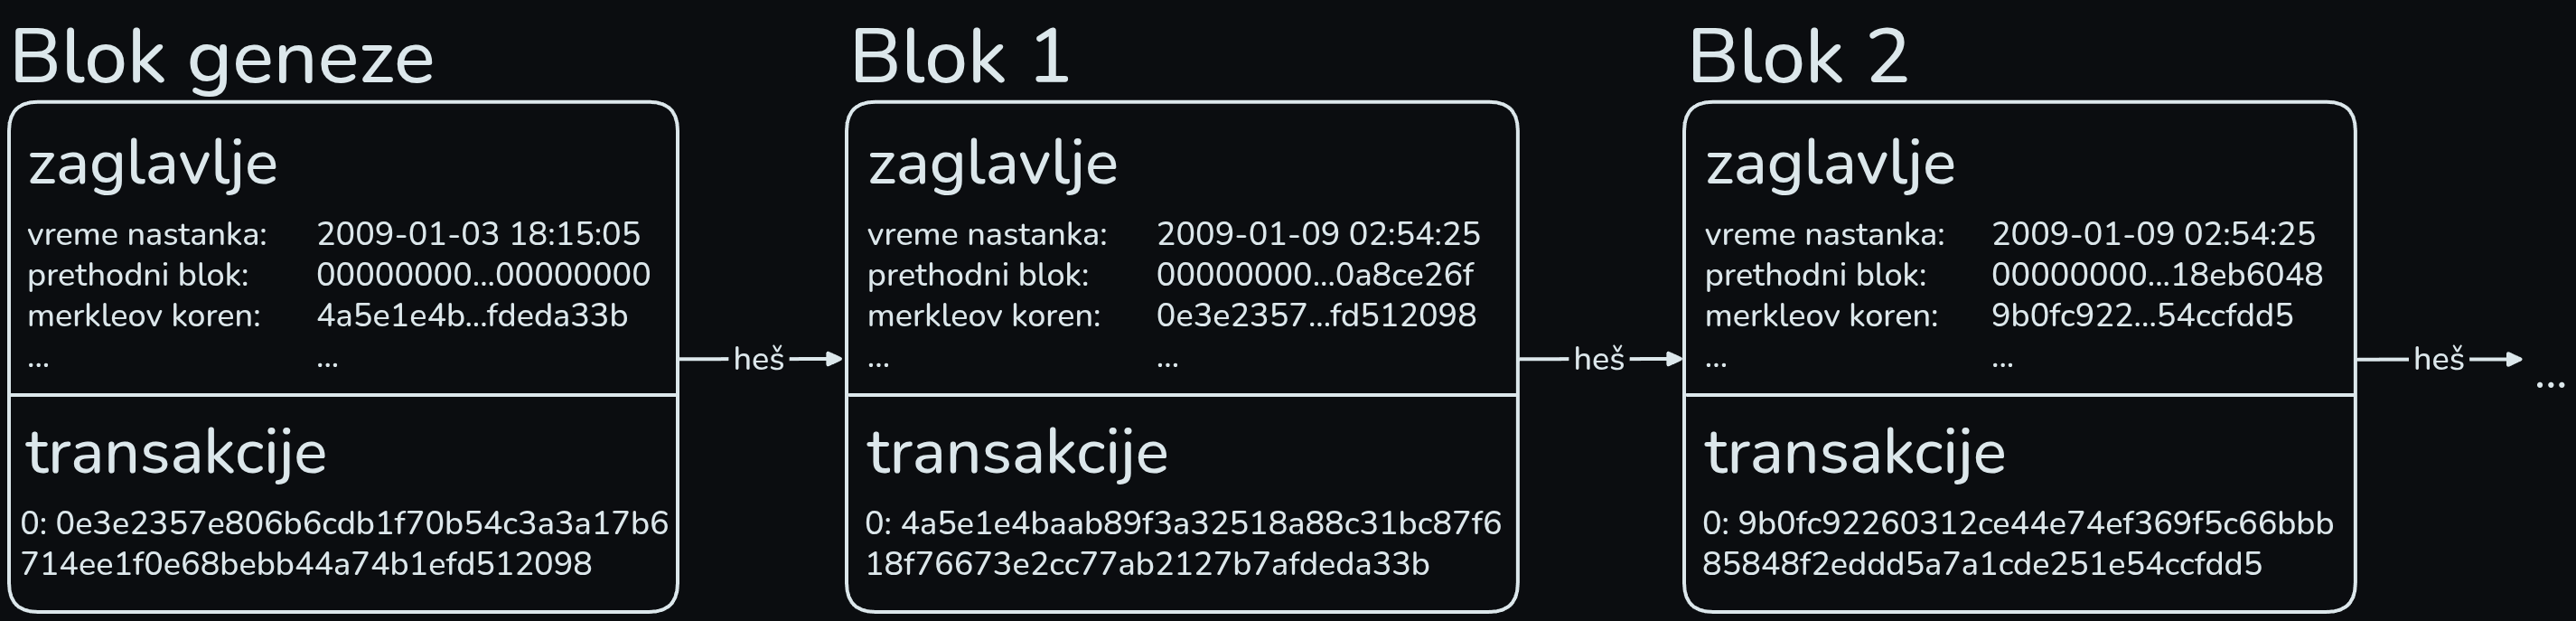 Blok geneze
zaglavlje
vreme nastanka: 2009-01-03 18:15:05
prethodni blok: 00000000...00000000
merkleov koren: 4a5e1e4b...fdeda33b
... ...
transakcije
0: 0e3e2357e806b6cdb1f70b54c3a3a17b6
714ee1f0e68bebb44a74b1efd512098
heš
Blok 1
zaglavlje
vreme nastanka: 2009-01-09 02:54:25
prethodni blok: 00000000...0a8ce26f
merkleov koren: 0e3e2357...fd512098
... ...
transakcije
0: 4a5e1e4baab89f3a32518a88c31bc87f6
18f76673e2cc77ab2127b7afdeda33b
heš
Blok 2
zaglavlje
vreme nastanka: 2009-01-09 02:54:25
prethodni blok: 00000000...18eb6048
merkleov koren: 9b0fc922...54ccfdd5
... ...
transakcije
0: 9b0fc92260312ce44e74ef369f5c66bbb
85848f2eddd5a7a1cde251e54ccfdd5
heš
...